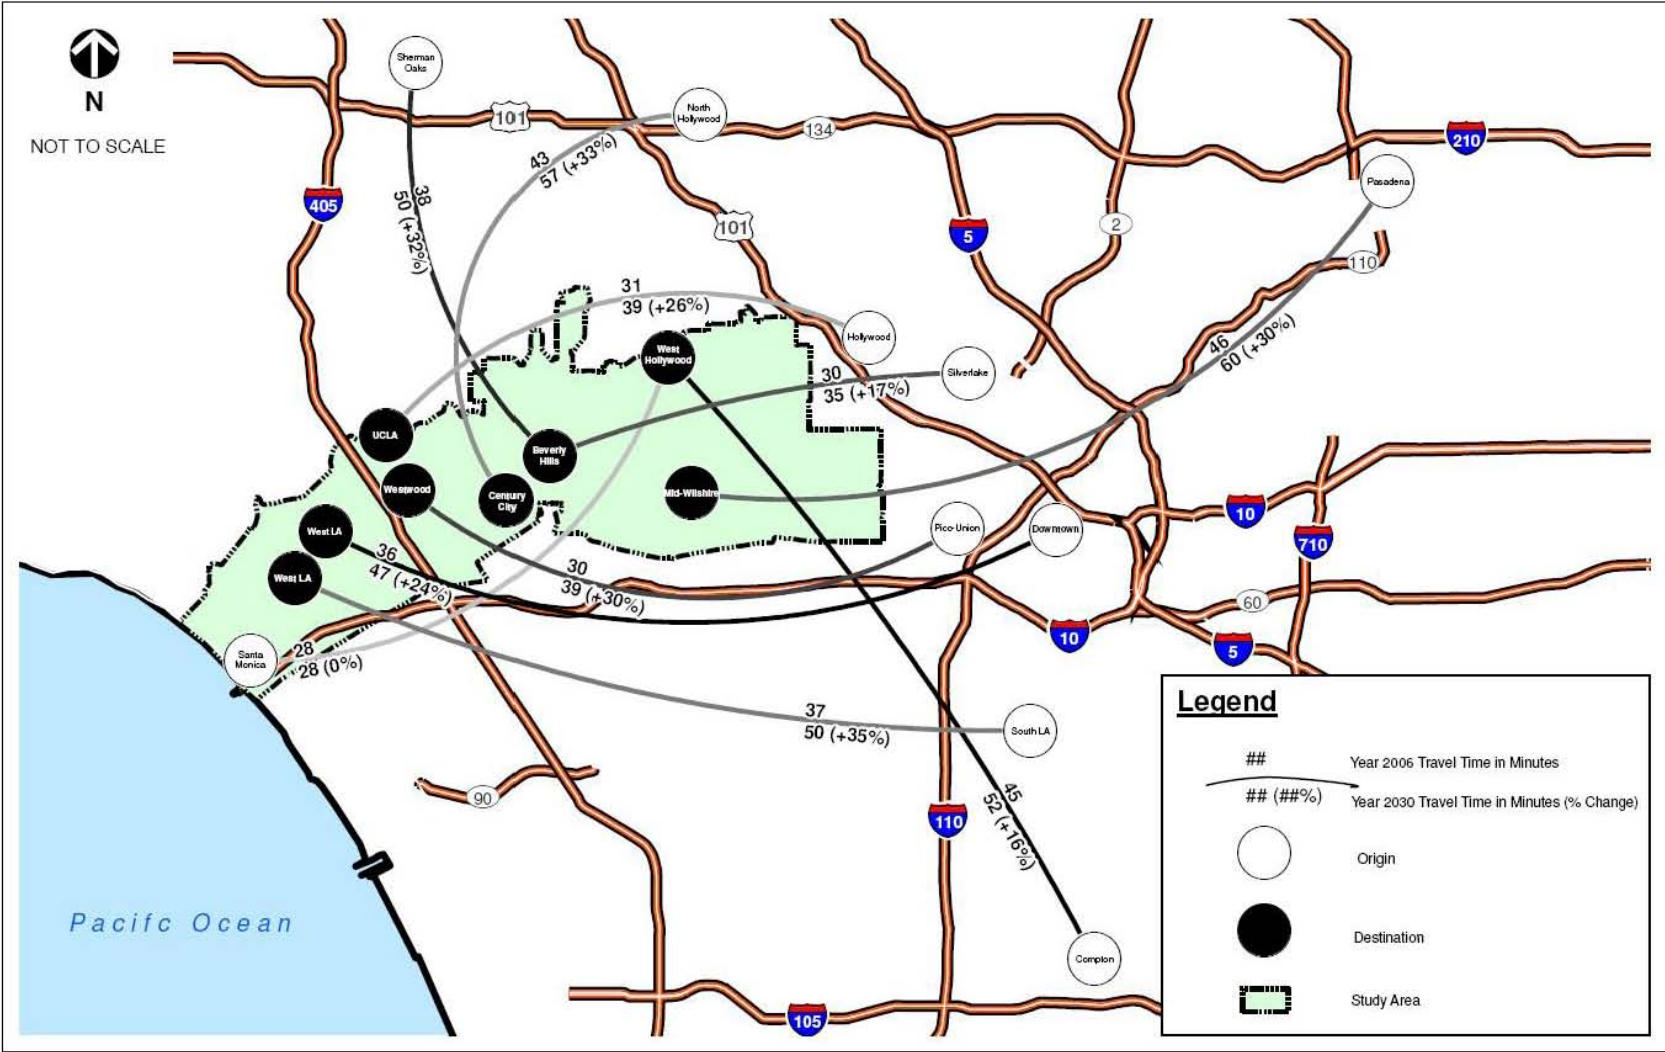 N
NOT TO SCALE
Sherman
Oaks
North
Hollywood
101
134
210
43
57 (+33%)
Pasadena
38
50 (+32%)
405
101
5
2
110
31
39 (+26%)
Hollywood
46
60 (+30%)
West
Hollywood
30
35 (+17%)
Silverlake
UCLA
Beverly
Hills
Westwood
Century
City
Mid-Wilshire
10
West LA
Pico-Union
Downtown
710
36
47 (+24%)
30
39 (+30%)
West LA
60
10
5
Santa
Monica
28
28 (0%)
37
50 (+35%)
South LA
90
45
52 (+16%)
110
Compton
105
Pacifc Ocean
Legend
##
Year 2006 Travel Time in Minutes
## (##%)
Year 2030 Travel Time in Minutes (% Change)
Origin
Destination
Study Area